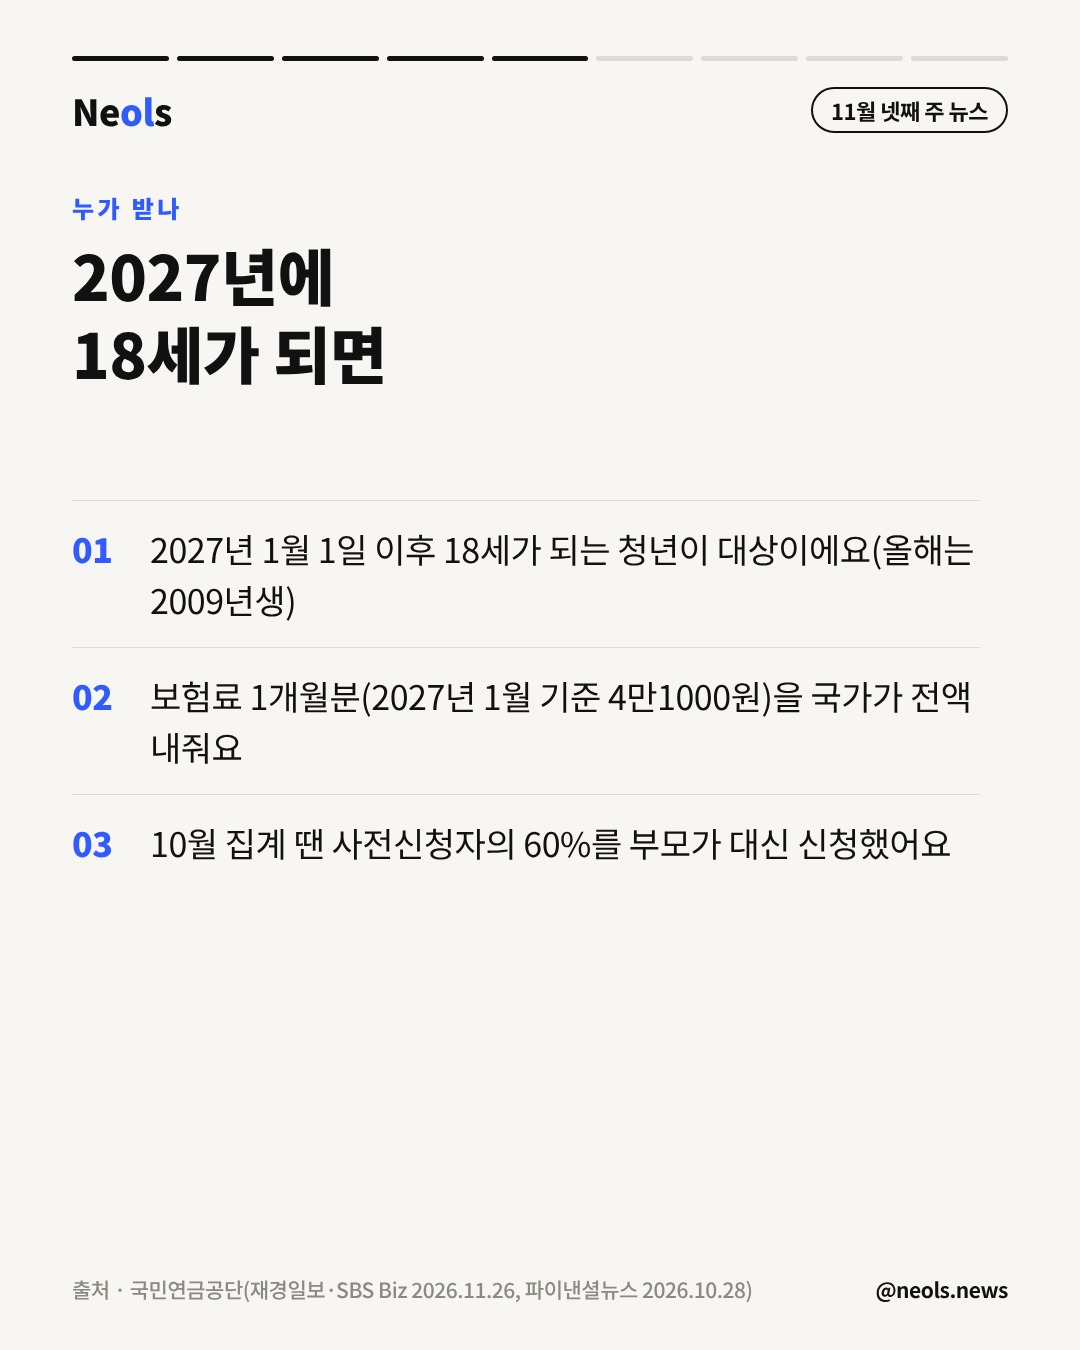 Neols
11월 넷째 주 뉴스
누가 받나
2027년에
18세가 되면
01 2027년 1월 1일 이후 18세가 되는 청년이 대상이에요(올해는
2009년생)
02 보험료 1개월분(2027년 1월 기준 4만1000원)을 국가가 전액
내줘요
03 10월 집계 땐 사전신청자의 60%를 부모가 대신 신청했어요
출처 · 국민연금공단(재경일보·SBS Biz 2026.11.26, 파이낸셜뉴스 2026.10.28)
@neols.news